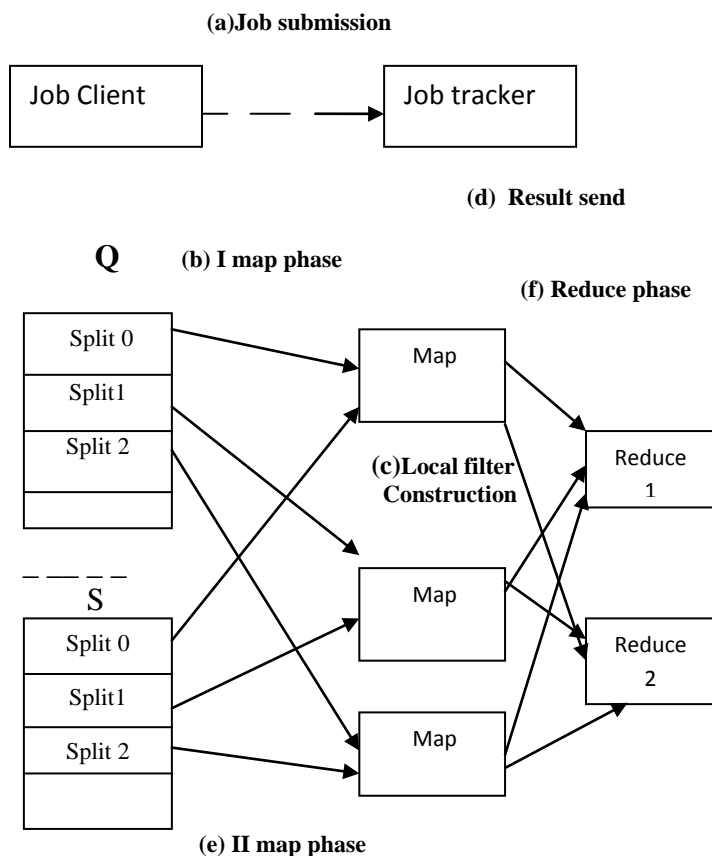 (a)Job submission
Job Client
Job tracker
(d) Result send
Q
(b) I map phase
(f) Reduce phase
Split 0
Split1
Split 2
Map
(c)Local filter
Construction
Reduce
1
S
Split 0
Split1
Split 2
Map
Reduce
2
Map
(e) II map phase